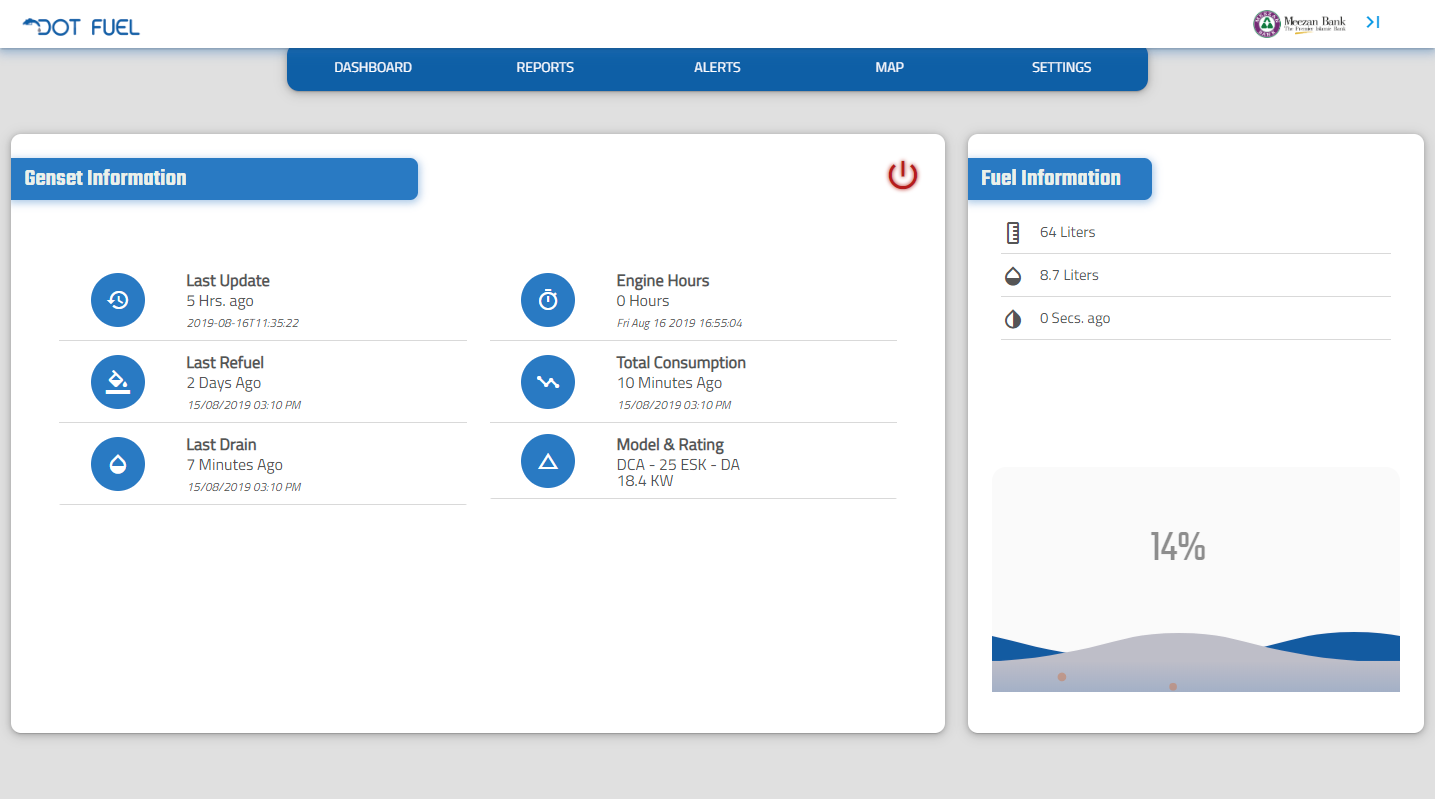 DOT FUEL
Meezan Bank
The Premier Islamic Bank
DASHBOARD REPORTS ALERTS MAP SETTINGS
Genset Information
Last Update
5 Hrs. ago
2019-08-16T11:35:22
Engine Hours
0 Hours
Fri Aug 16 2019 16:55:04
Last Refuel
2 Days Ago
15/08/2019 03:10 PM
Total Consumption
10 Minutes Ago
15/08/2019 03:10 PM
Last Drain
7 Minutes Ago
15/08/2019 03:10 PM
Model & Rating
DCA - 25 ESK - DA
18.4 KW
Fuel Information
64 Liters
8.7 Liters
0 Secs. ago
14%